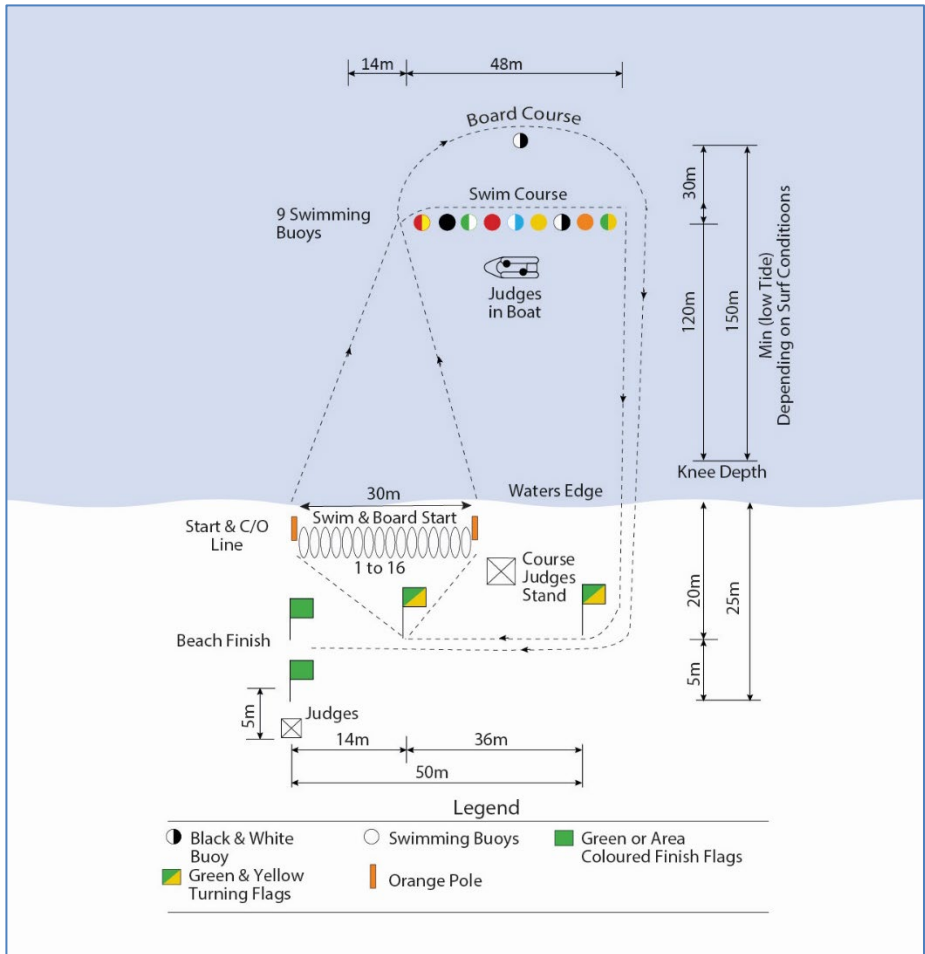 14m
48m
Board Course
Swim Course
9 Swimming
Buoys
Judges
in Boat
30m
120m
150m
Min (low Tide)
Depending on Surf Conditioons
Knee Depth
Waters Edge
30m
Start & C/O
Line
Swim & Board Start
1 to 16
Course
Judges
Stand
20m
25m
Beach Finish
5m
5m
Judges
14m
36m
50m
Legend
Black & White
Buoy
Swimming Buoys
Green or Area
Coloured Finish Flags
Green & Yellow
Turning Flags
Orange Pole